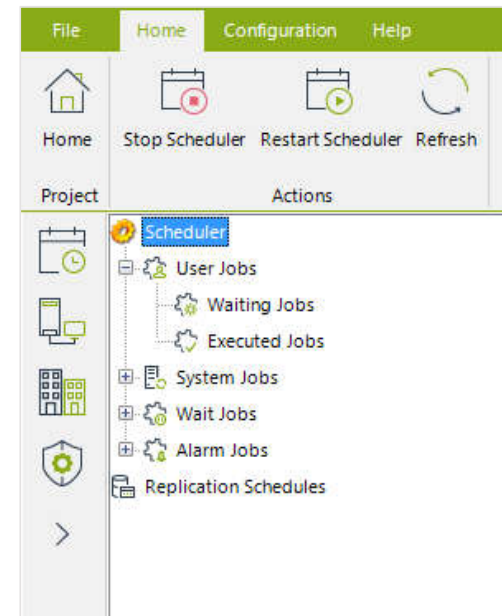 File Home Configuration Help
Home Stop Scheduler Restart Scheduler Refresh
Project Actions
Scheduler
User Jobs
Waiting Jobs
Executed Jobs
System Jobs
Wait Jobs
Alarm Jobs
Replication Schedules